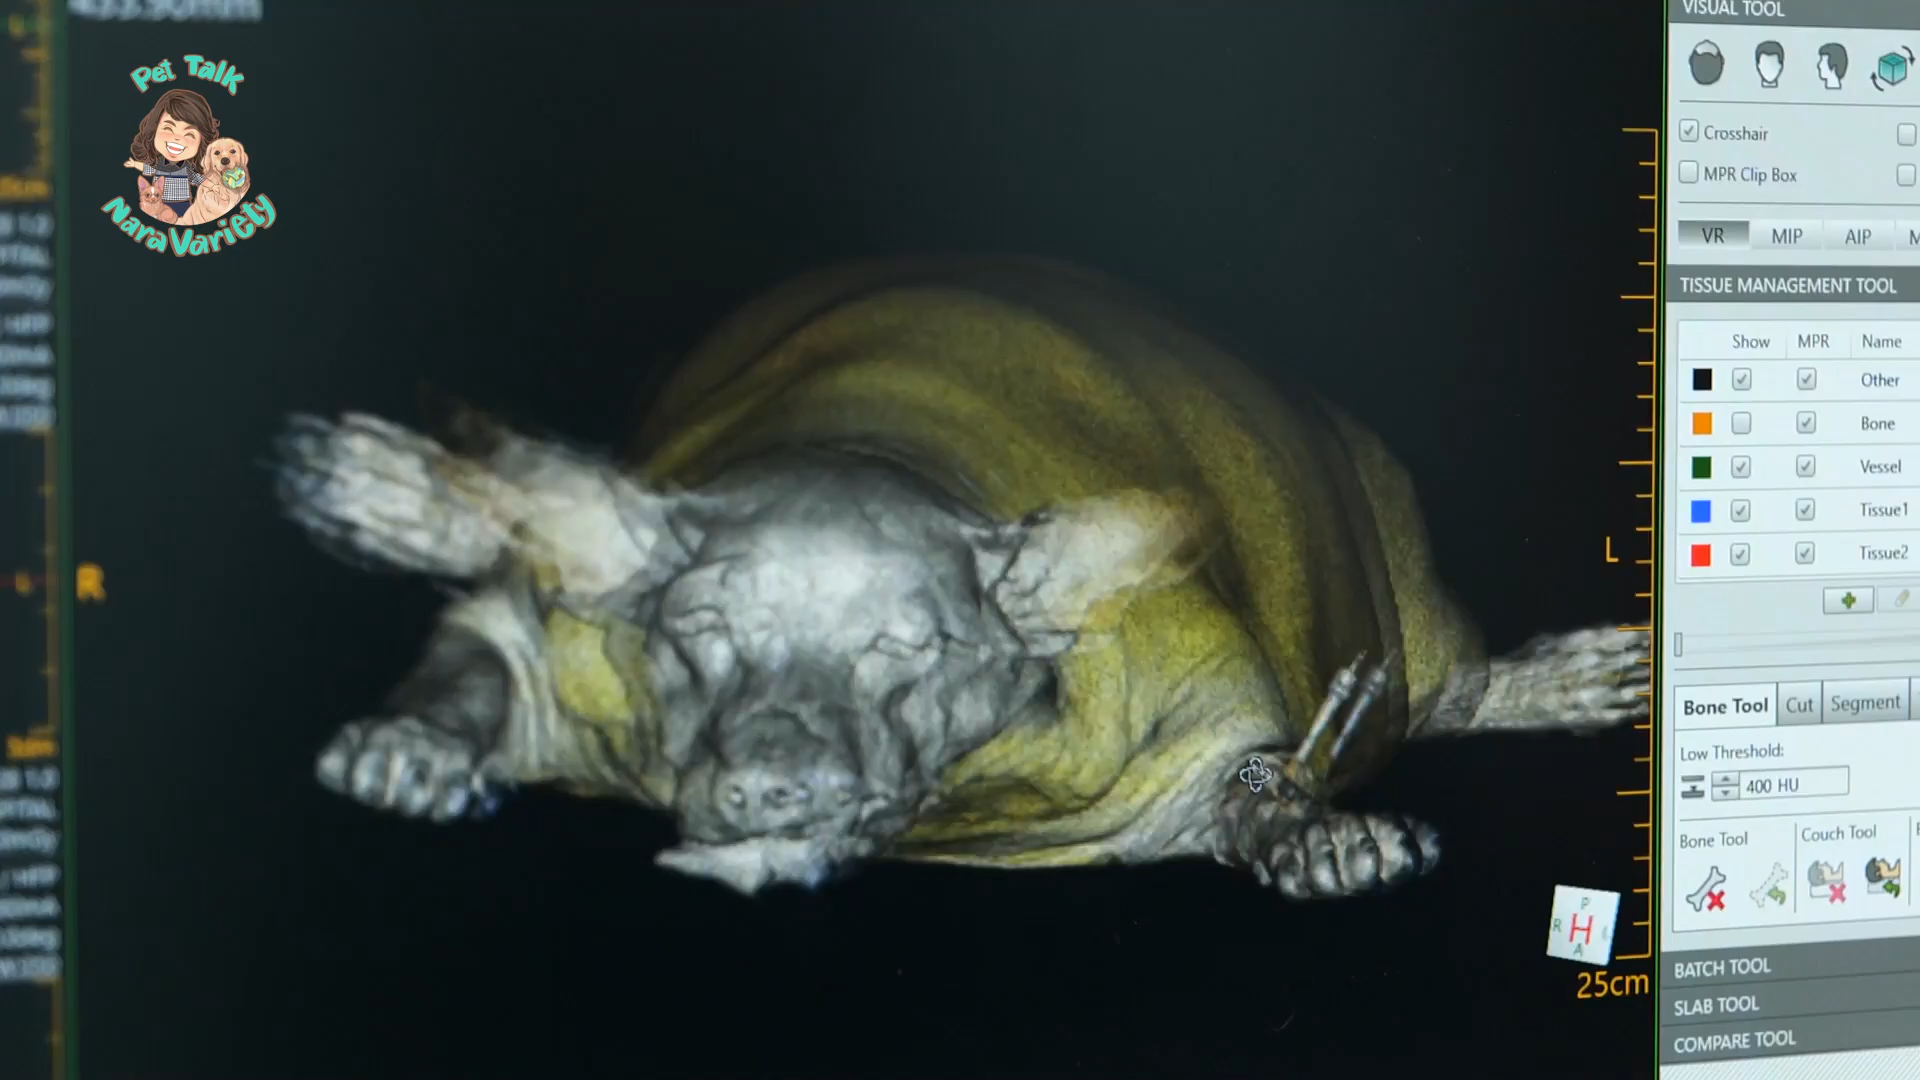 Pet Talk
NaraVariety
R
L
P
R
H
A
25cm
VISUAL TOOL
Crosshair
MPR Clip Box
VR MIP AIP M
TISSUE MANAGEMENT TOOL
Show MPR Name
Other
Bone
Vessel
Tissue1
Tissue2
Bone Tool Cut Segment
Low Threshold:
400 HU
Bone Tool Couch Tool
BATCH TOOL
SLAB TOOL
COMPARE TOOL